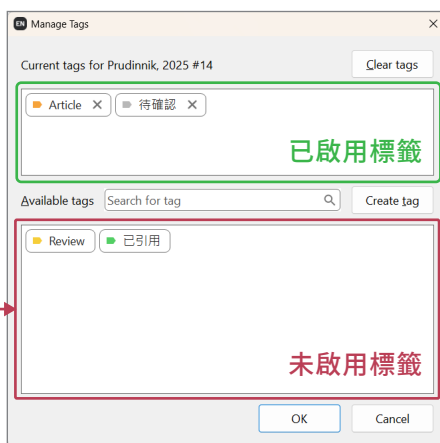 EN Manage Tags
Current tags for Prudinnik, 2025 #14 Clear tags
Article 待確認
已啟用標籤
Available tags Search for tag Create tag
Review 已引用
未啟用標籤
OK Cancel